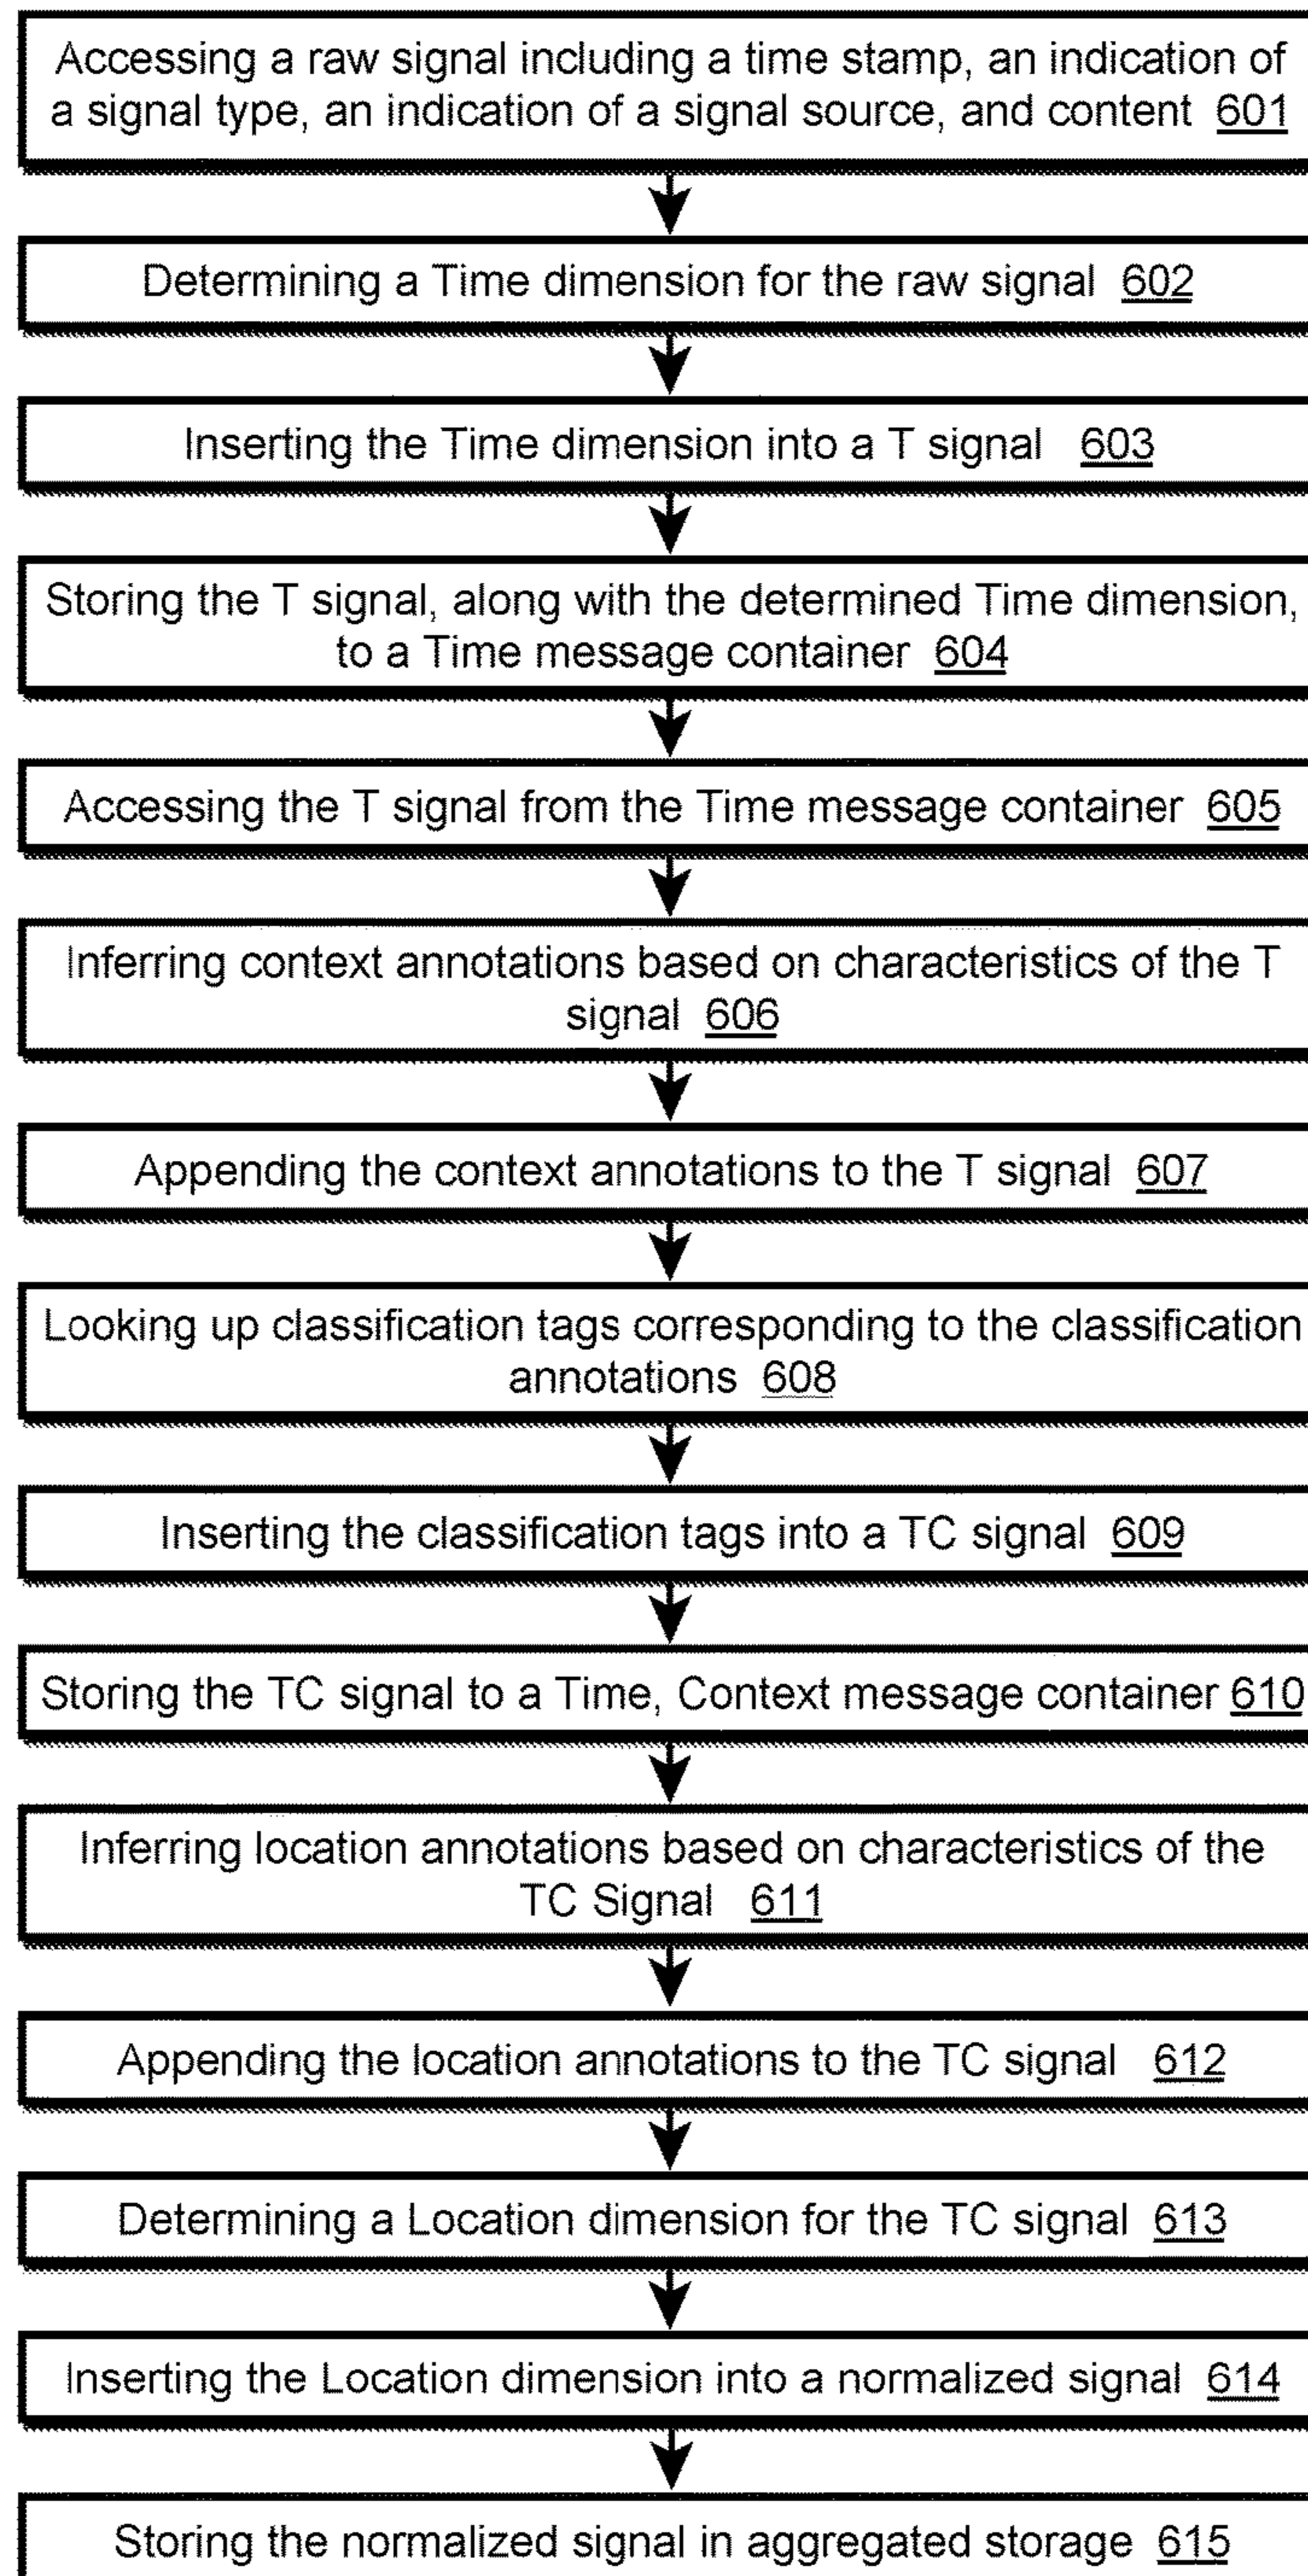 Accessing a raw signal including a time stamp, an indication of
a signal type, an indication of a signal source, and content 601
Determining a Time dimension for the raw signal 602
Inserting the Time dimension into a T signal 603
Storing the T signal, along with the determined Time dimension,
to a Time message container 604
Accessing the T signal from the Time message container 605
Inferring context annotations based on characteristics of the T
signal 606
Appending the context annotations to the T signal 607
Looking up classification tags corresponding to the classification
annotations 608
Inserting the classification tags into a TC signal 609
Storing the TC signal to a Time, Context message container 610
Inferring location annotations based on characteristics of the
TC Signal 611
Appending the location annotations to the TC signal 612
Determining a Location dimension for the TC signal 613
Inserting the Location dimension into a normalized signal 614
Storing the normalized signal in aggregated storage 615